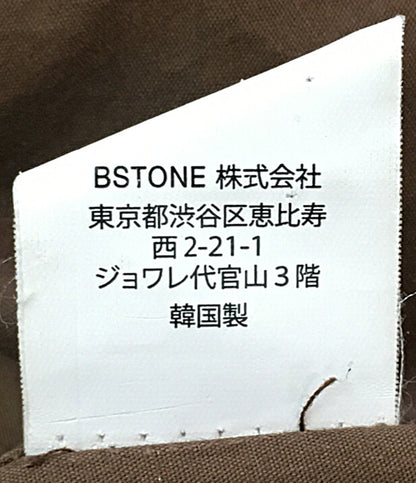 BSTONE 株式会社
東京都渋谷区恵比寿
西 2-21-1
ジョワレ代官山 3 階
韓国製